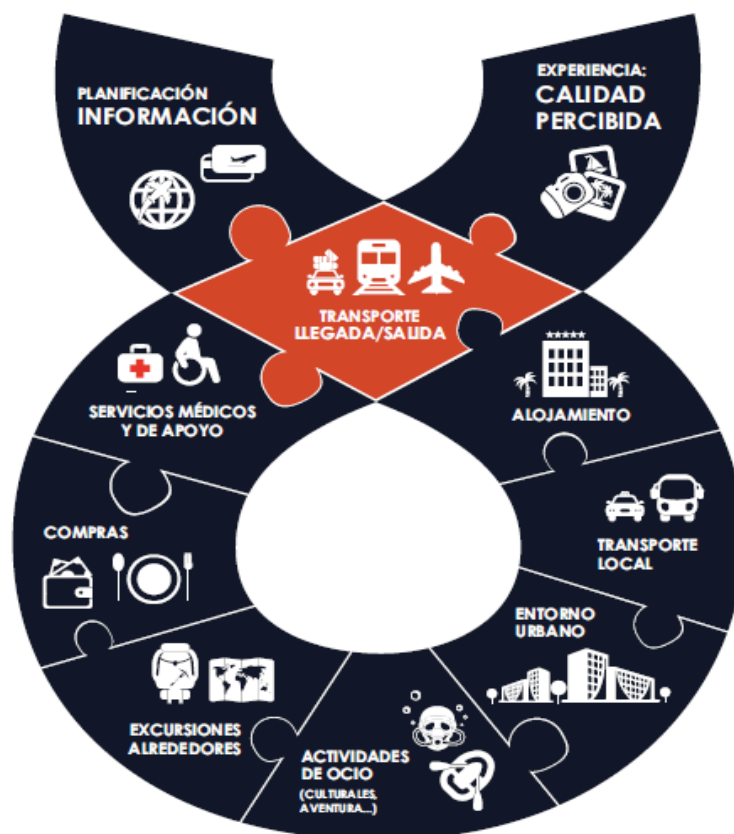 PLANIFICACIÓN
INFORMACIÓN
EXPERIENCIA:
CALIDAD
PERCIBIDA
TRANSPORTE
LLEGADA/SALIDA
SERVICIOS MÉDICOS
Y DE APOYO
ALOJAMIENTO
COMPRAS
TRANSPORTE
LOCAL
ENTORNO
URBANO
EXCURSIONES
ALREDEDORES
ACTIVIDADES
DE OCIO
(CULTURALES,
AVENTURA...)